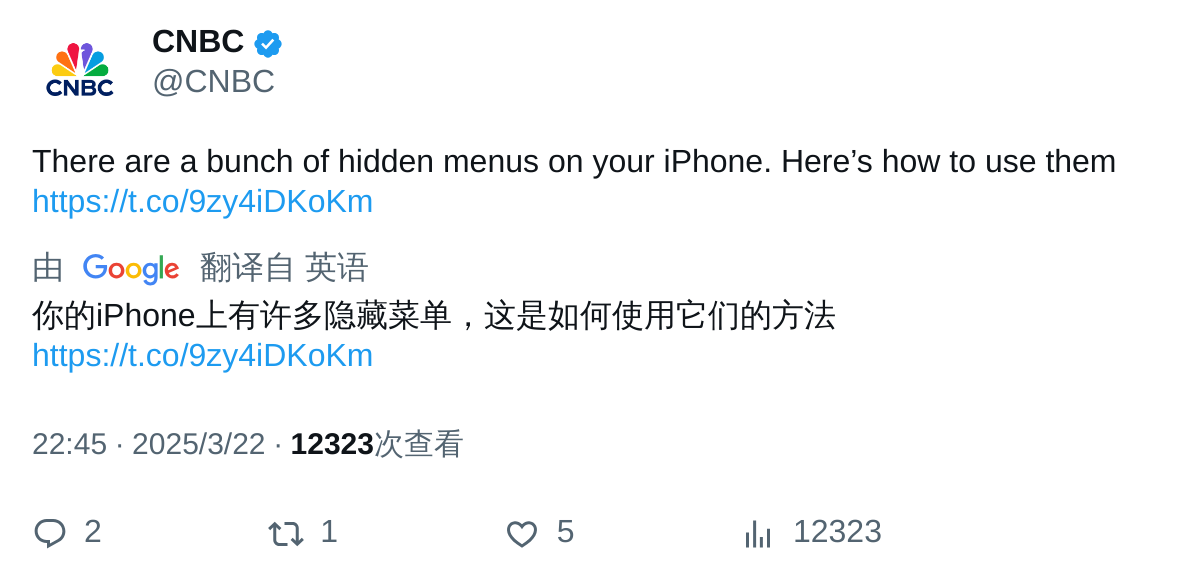 CNBC
CNBC
@CNBC
There are a bunch of hidden menus on your iPhone. Here’s how to use them
https://t.co/9zy4iDKoKm
由 Google 翻译自 英语
你的iPhone上有许多隐藏菜单，这是如何使用它们的方法
https://t.co/9zy4iDKoKm
22:45 · 2025/3/22 · 12323次查看
2 1 5 12323